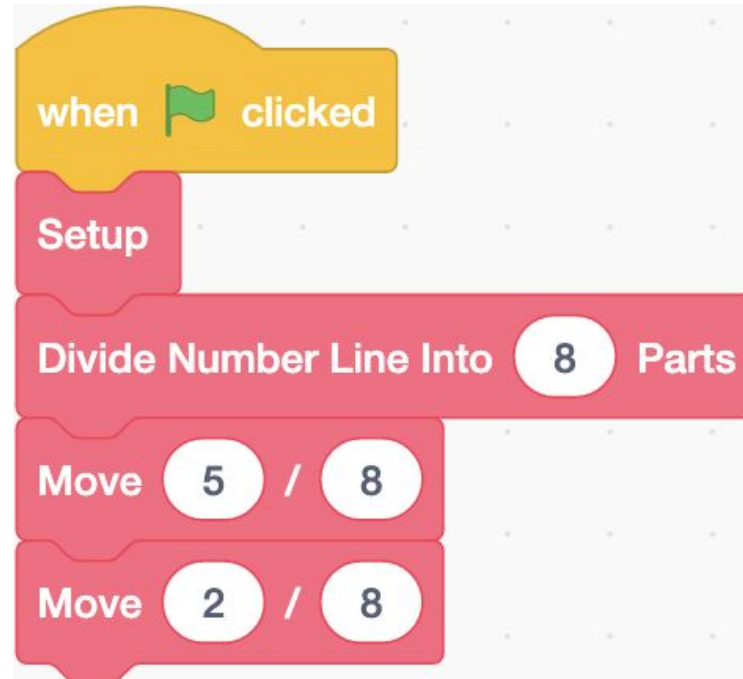 when clicked
Setup
Divide Number Line Into 8 Parts
Move 5 / 8
Move 2 / 8